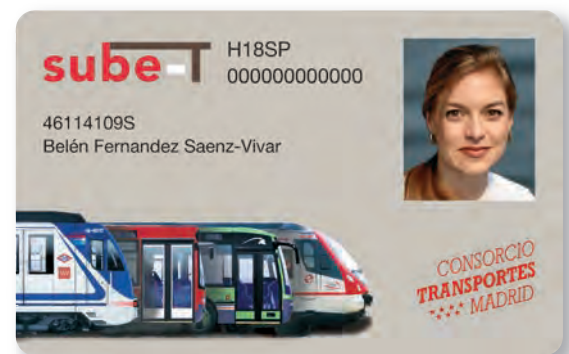 sube-T
H18SP
000000000000
46114109S
Belén Fernandez Saenz-Vivar
CONSORCIO
TRANSPORTES
MADRID